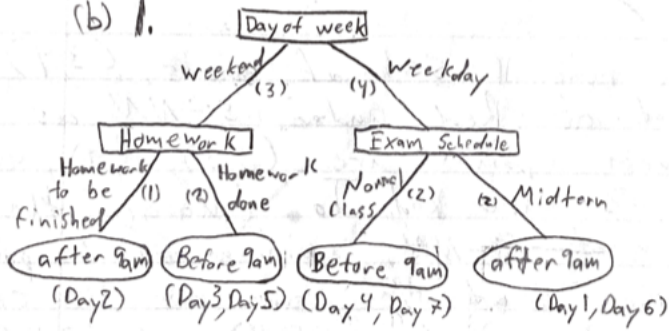 (b) 1.
Day of week
Weekend
(3)
(4)
Weekday
Homework
Exam Schedule
Homework
to be
finished
(1)
(2)
Homework
done
Normal
Class
(2)
(2)
Midterm
after 9am
Before 9am
Before 9am
after 9am
(Day2)
(Day3, Day5)
(Day 4, Day 7)
(Day1, Day 6)